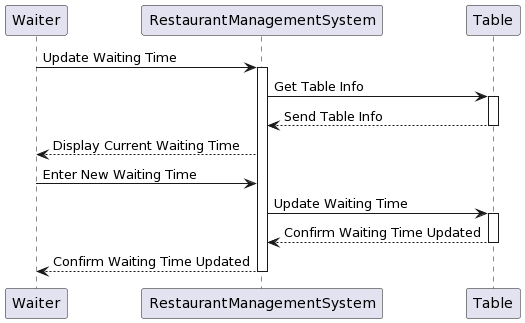 Waiter RestaurantManagementSystem Table
Update Waiting Time
Get Table Info
Send Table Info
Display Current Waiting Time
Enter New Waiting Time
Update Waiting Time
Confirm Waiting Time Updated
Confirm Waiting Time Updated
Waiter RestaurantManagementSystem Table